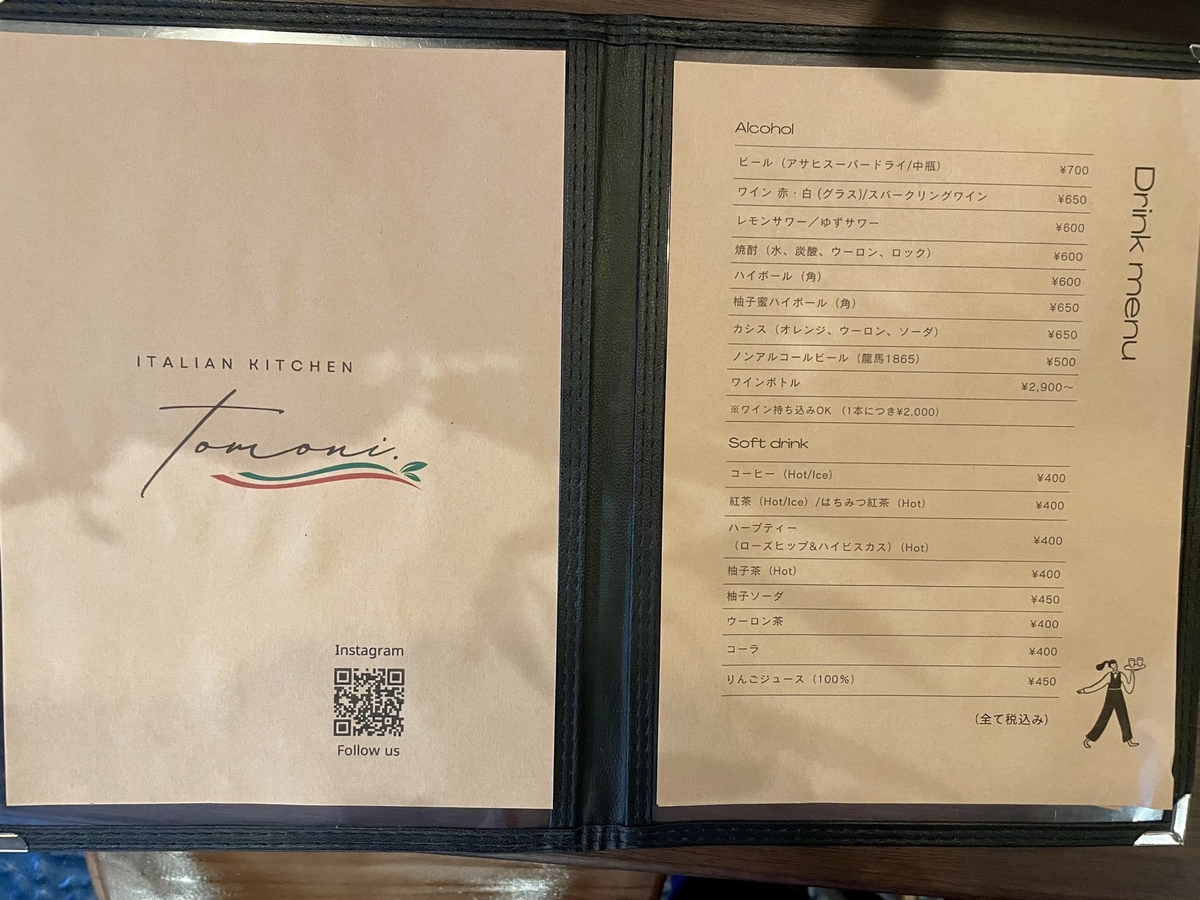 ITALIAN KITCHEN
Tomoni.
Instagram
Follow us
Drink menu
Alcohol
ビール（アサヒスーパードライ/中瓶） ¥700
ワイン 赤・白 (グラス)/スパークリングワイン ¥650
レモンサワー／ゆずサワー ¥600
焼酎（水、炭酸、ウーロン、ロック） ¥600
ハイボール（角） ¥600
柚子蜜ハイボール（角） ¥650
カシス（オレンジ、ウーロン、ソーダ） ¥650
ノンアルコールビール（龍馬1865） ¥500
ワインボトル ¥2,900〜
※ワイン持ち込みOK （1本につき¥2,000）
Soft drink
コーヒー（Hot/Ice） ¥400
紅茶（Hot/Ice）/はちみつ紅茶（Hot） ¥400
ハーブティー
（ローズヒップ&ハイビスカス）（Hot） ¥400
柚子茶（Hot） ¥400
柚子ソーダ ¥450
ウーロン茶 ¥400
コーラ ¥400
りんごジュース（100%） ¥450
（全て税込み）